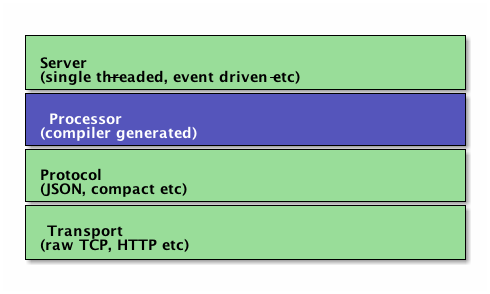 Server
(single threaded, event driven etc)
Processor
(compiler generated)
Protocol
(JSON, compact etc)
Transport
(raw TCP, HTTP etc)